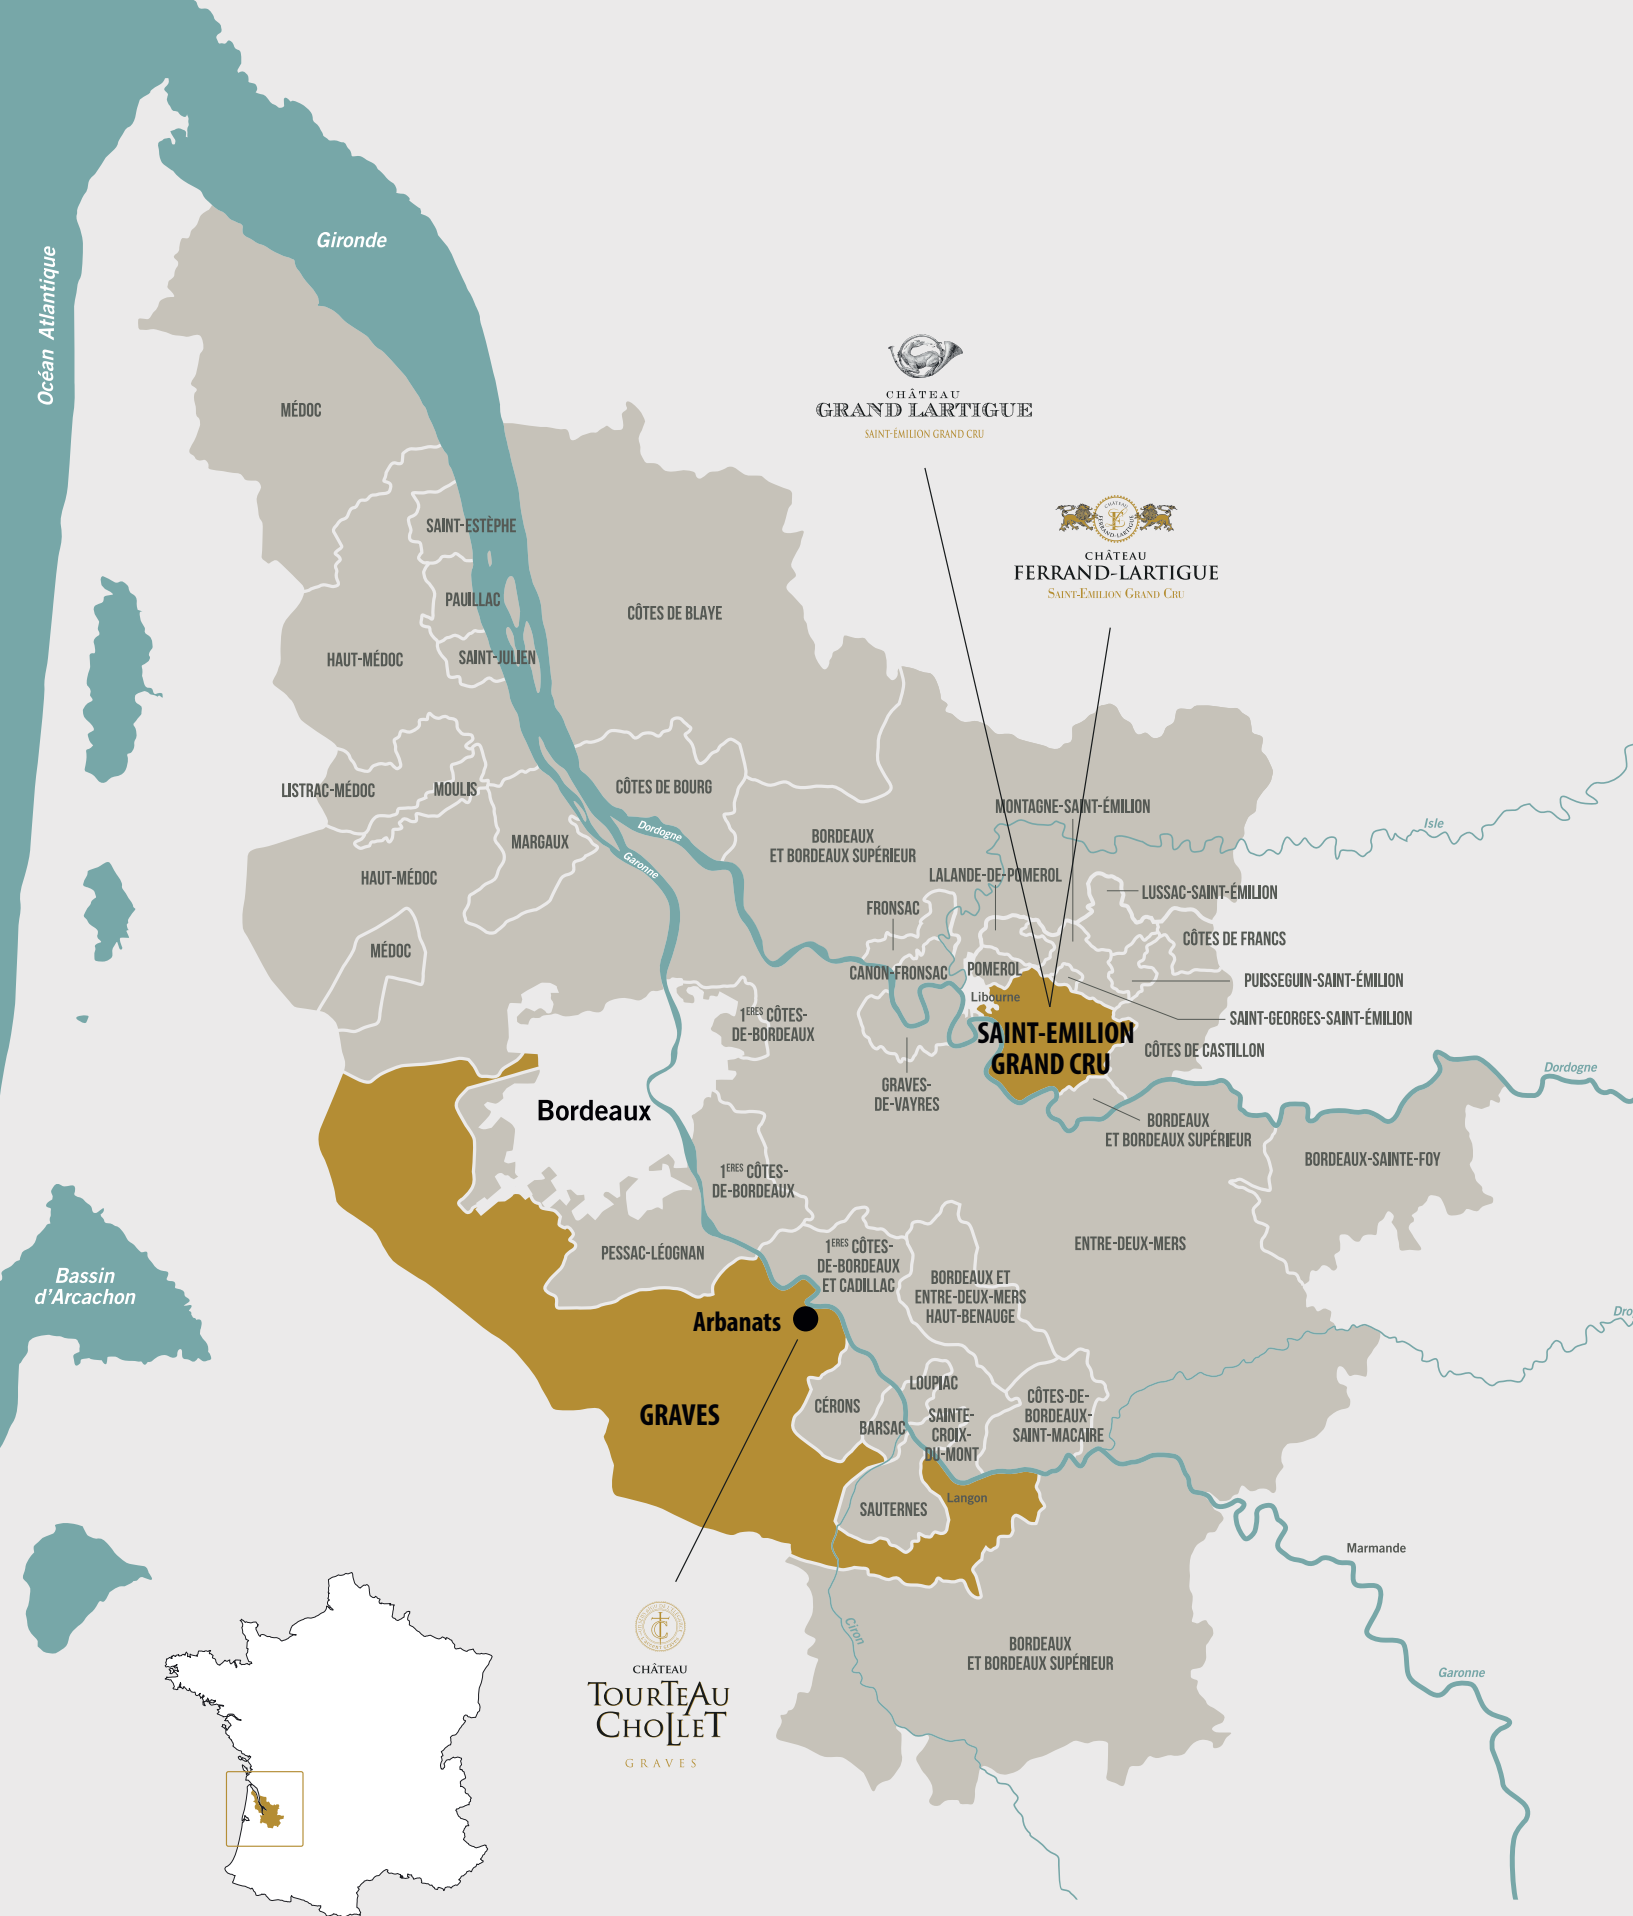 Océan Atlantique
Gironde
MÉDOC
CHÂTEAU
GRAND LARTIGUE
SAINT-ÉMILION GRAND CRU
SAINT-ESTÈPHE
CHÂTEAU
FERRAND-LARTIGUE
CHÂTEAU
FERRAND-LARTIGUE
SAINT-EMILION GRAND CRU
PAUILLAC
CÔTES DE BLAYE
HAUT-MÉDOC
SAINT-JULIEN
LISTRAC-MÉDOC
MOULIS
CÔTES DE BOURG
MONTAGNE-SAINT-ÉMILION
Isle
Dordogne
MARGAUX
BORDEAUX
ET BORDEAUX SUPÉRIEUR
Garonne
HAUT-MÉDOC
LALANDE-DE-POMEROL
LUSSAC-SAINT-ÉMILION
FRONSAC
CÔTES DE FRANCS
MÉDOC
CANON-FRONSAC
POMEROL
PUISSEGUIN-SAINT-ÉMILION
Libourne
1ERES CÔTES-
DE-BORDEAUX
SAINT-GEORGES-SAINT-ÉMILION
SAINT-EMILION
GRAND CRU
CÔTES DE CASTILLON
Dordogne
GRAVES-
DE-VAYRES
Bordeaux
BORDEAUX
ET BORDEAUX SUPÉRIEUR
BORDEAUX-SAINTE-FOY
1ERES CÔTES-
DE-BORDEAUX
PESSAC-LÉOGNAN
1ERES CÔTES-
DE-BORDEAUX
ET CADILLAC
ENTRE-DEUX-MERS
Bassin
d'Arcachon
BORDEAUX ET
ENTRE-DEUX-MERS
HAUT-BENAUGE
Dro
Arbanats
GRAVES
CÉRONS
BARSAC
LOUPIAC
SAINTE-
CROIX-
DU-MONT
CÔTES-DE-
BORDEAUX-
SAINT-MACAIRE
SAUTERNES
Langon
Marmande
Ciron
BORDEAUX
ET BORDEAUX SUPÉRIEUR
Garonne
CHÂTEAU
TOURTEAU
CHOLLET
GRAVES